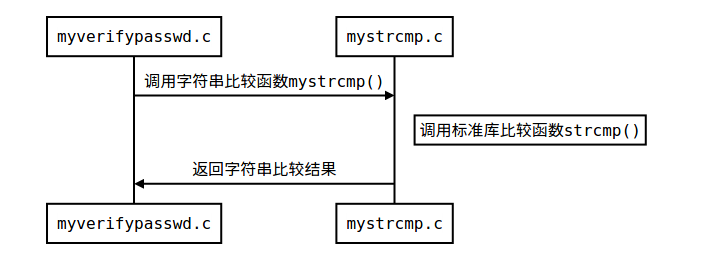 myverifypasswd.c
mystrcmp.c
调用字符串比较函数mystrcmp()
调用标准库比较函数strcmp()
返回字符串比较结果
myverifypasswd.c
mystrcmp.c